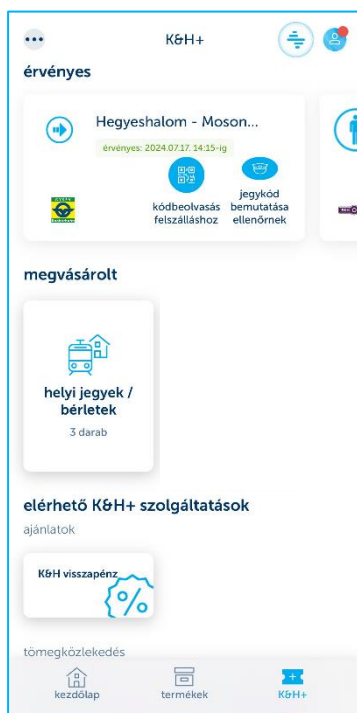 K&H+
érvényes
Hegyeshalom - Moson...
érvényes: 2024.07.17. 14:15-ig
kódbeolvasás
felszálláshoz
jegykód
bemutatása
ellenőrnek
megvásárolt
helyi jegyek /
bérletek
3 darab
elérhető K&H+ szolgáltatások
ajánlatok
K&H visszapénz
tömegközlekedés
kezdőlap
termékek
K&H+